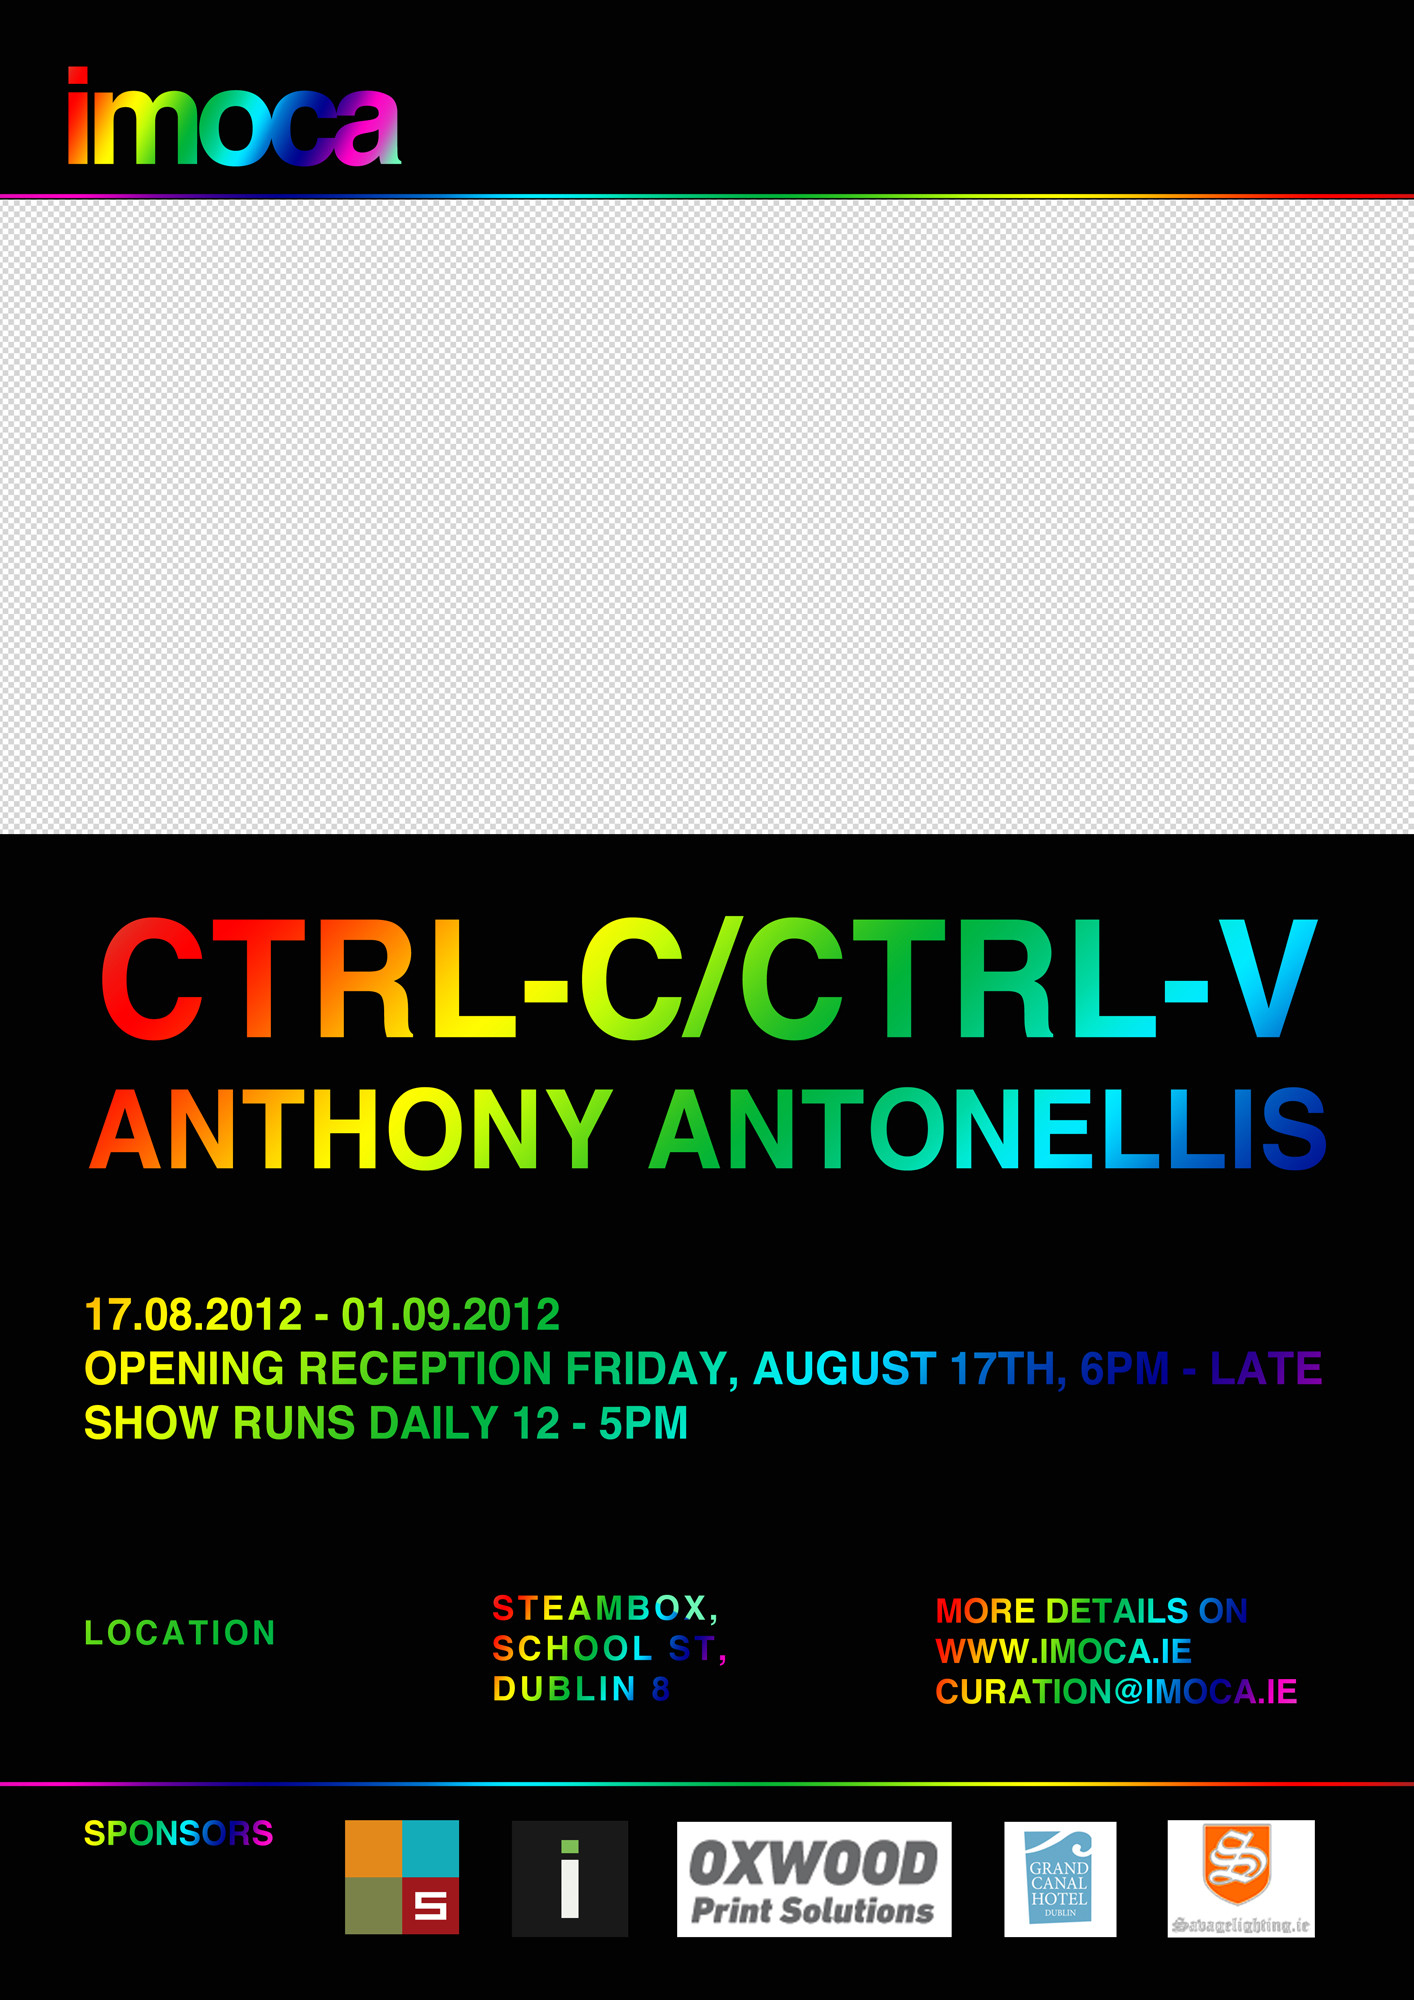 imoca
CTRL-C/CTRL-V
ANTHONY ANTONELLIS
17.08.2012 - 01.09.2012
OPENING RECEPTION FRIDAY, AUGUST 17TH, 6PM - LATE
SHOW RUNS DAILY 12 - 5PM
LOCATION
STEAMBOX,
SCHOOL ST,
DUBLIN 8
MORE DETAILS ON
WWW.IMOCA.IE
CURATION@IMOCA.IE
SPONSORS
S
i
OXWOOD
Print Solutions
GRAND
CANAL
HOTEL
DUBLIN
S
Savagelighting.ie